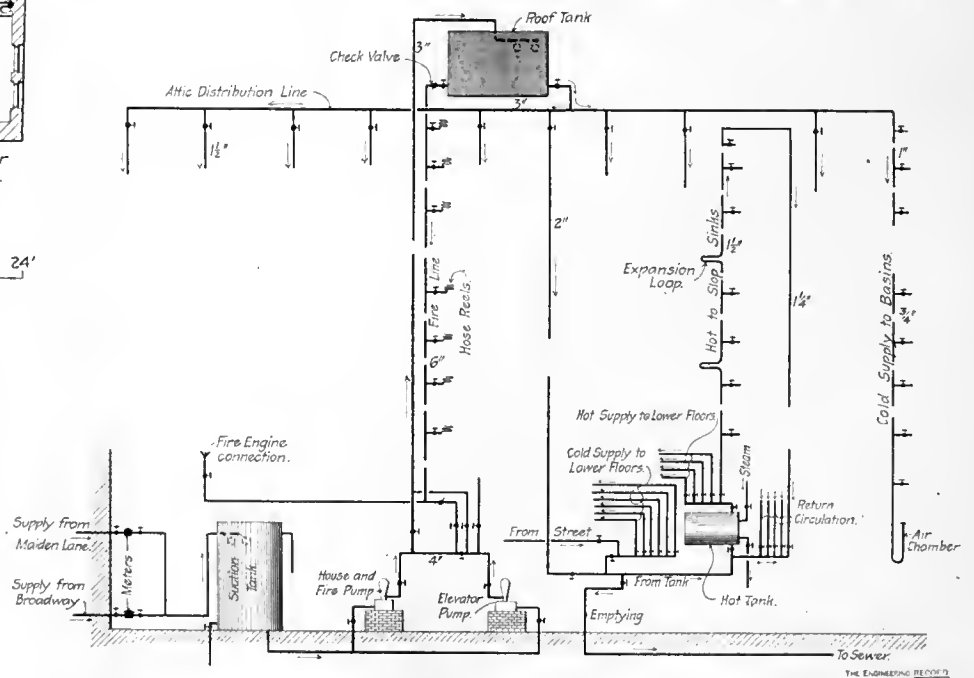 Roof Tank
3"
Check Valve
Attic Distribution Line
3"
1½"
1"
24'
2"
Expansion
Loop.
Hot to Slop Sinks
1½"
1¼"
Cold Supply to Basins.
¾"
Fire Line
6"
Hose Reels.
Hot Supply to Lower Floors
Cold Supply to
Lower Floors.
Steam
Fire Engine
connection.
Supply from
Maiden Lane.
Meters
Supply from
Broadway
Suction
Tank.
4"
House and
Fire Pump
Elevator
Pump.
From Street
Return
Circulation.
Air
Chamber
From Tank
Hot Tank.
Emptying
To Sewer.
THE ENGINEERING RECORD